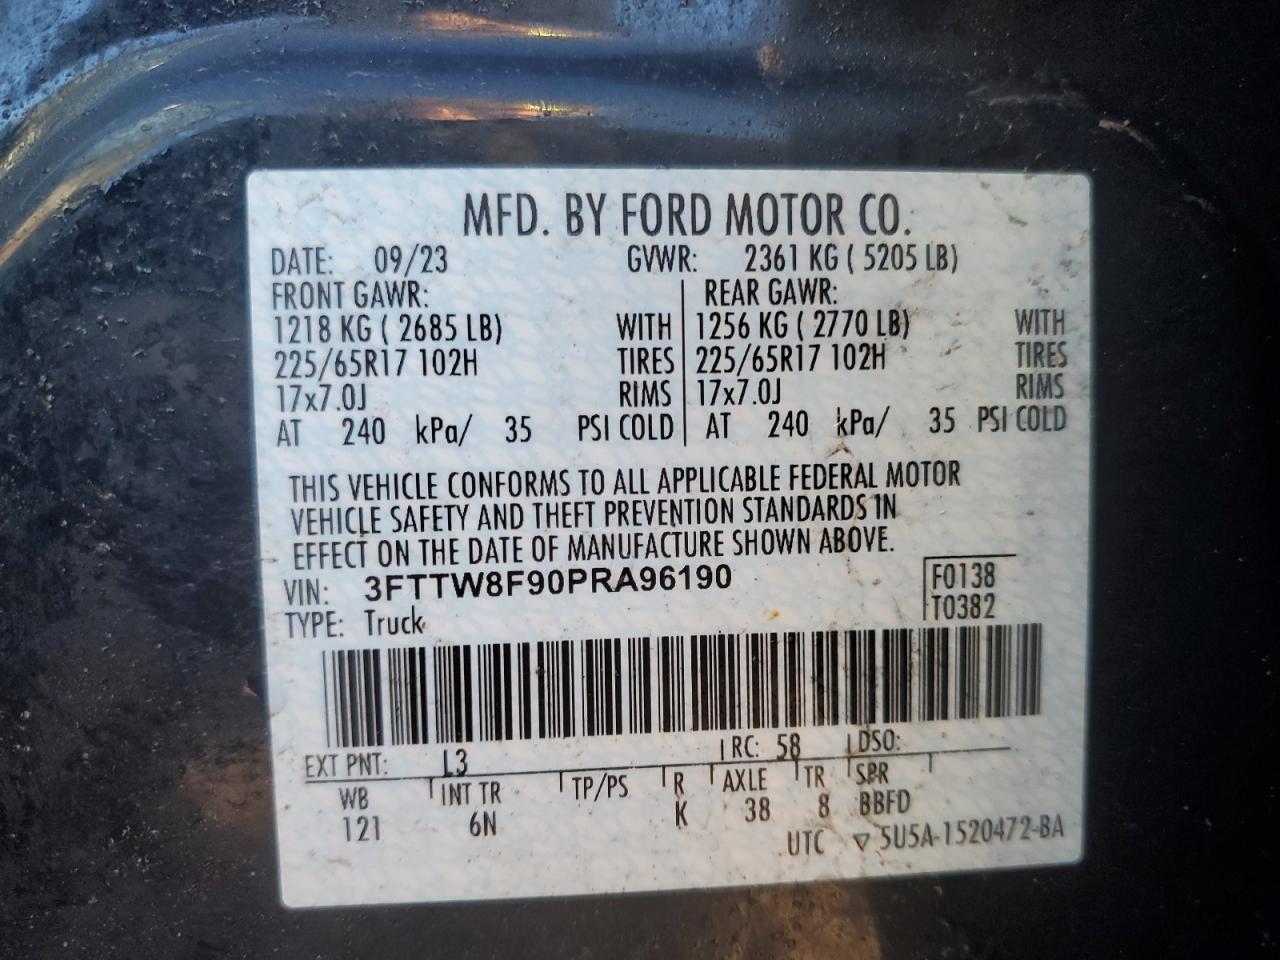 MFD. BY FORD MOTOR CO.
DATE: 09/23 GVWR: 2361 KG ( 5205 LB)
FRONT GAWR: REAR GAWR:
1218 KG ( 2685 LB) WITH 1256 KG ( 2770 LB) WITH
225/65R17 102H TIRES 225/65R17 102H TIRES
17x7.0J RIMS 17x7.0J RIMS
AT 240 kPa/ 35 PSI COLD AT 240 kPa/ 35 PSI COLD
THIS VEHICLE CONFORMS TO ALL APPLICABLE FEDERAL MOTOR
VEHICLE SAFETY AND THEFT PREVENTION STANDARDS IN
EFFECT ON THE DATE OF MANUFACTURE SHOWN ABOVE.
VIN: 3FTTW8F90PRA96190 F0138
TYPE: Truck T0382
EXT PNT: L3 RC: 58 DSO:
WB INT TR TP/PS R AXLE TR SPR
121 6N K 38 8 BBFD
UTC ▽ 5U5A-1520472-BA